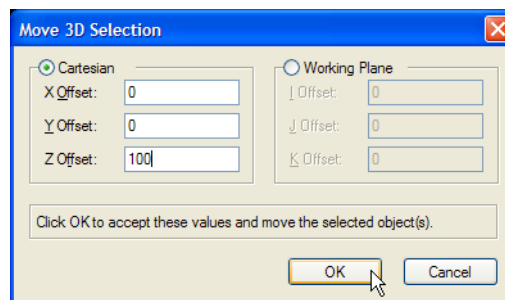 Move 3D Selection
Cartesian
X Offset: 0
Y Offset: 0
Z Offset: 100
Working Plane
I Offset: 0
J Offset: 0
K Offset: 0
Click OK to accept these values and move the selected object(s).
OK Cancel